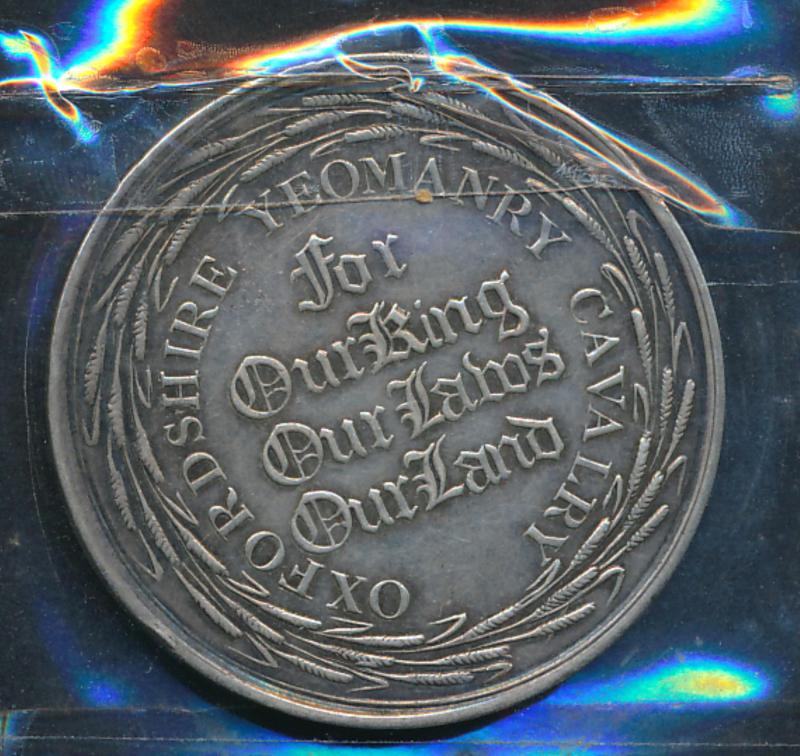 OXFORDSHIRE YEOMANRY CAVALRY
For
Our King
Our Laws
Our Land